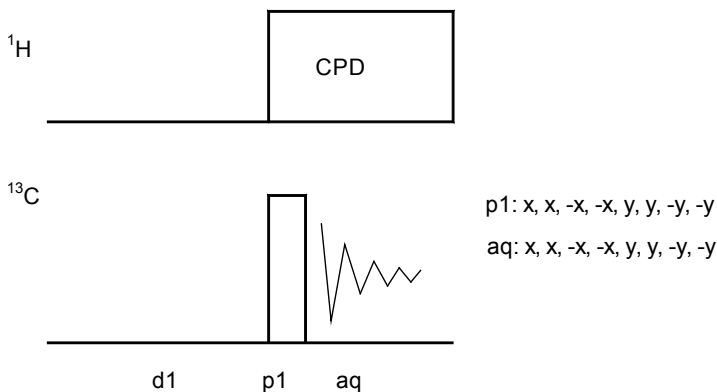 ¹H
CPD
¹³C
p1: x, x, -x, -x, y, y, -y, -y
aq: x, x, -x, -x, y, y, -y, -y
d1 p1 aq